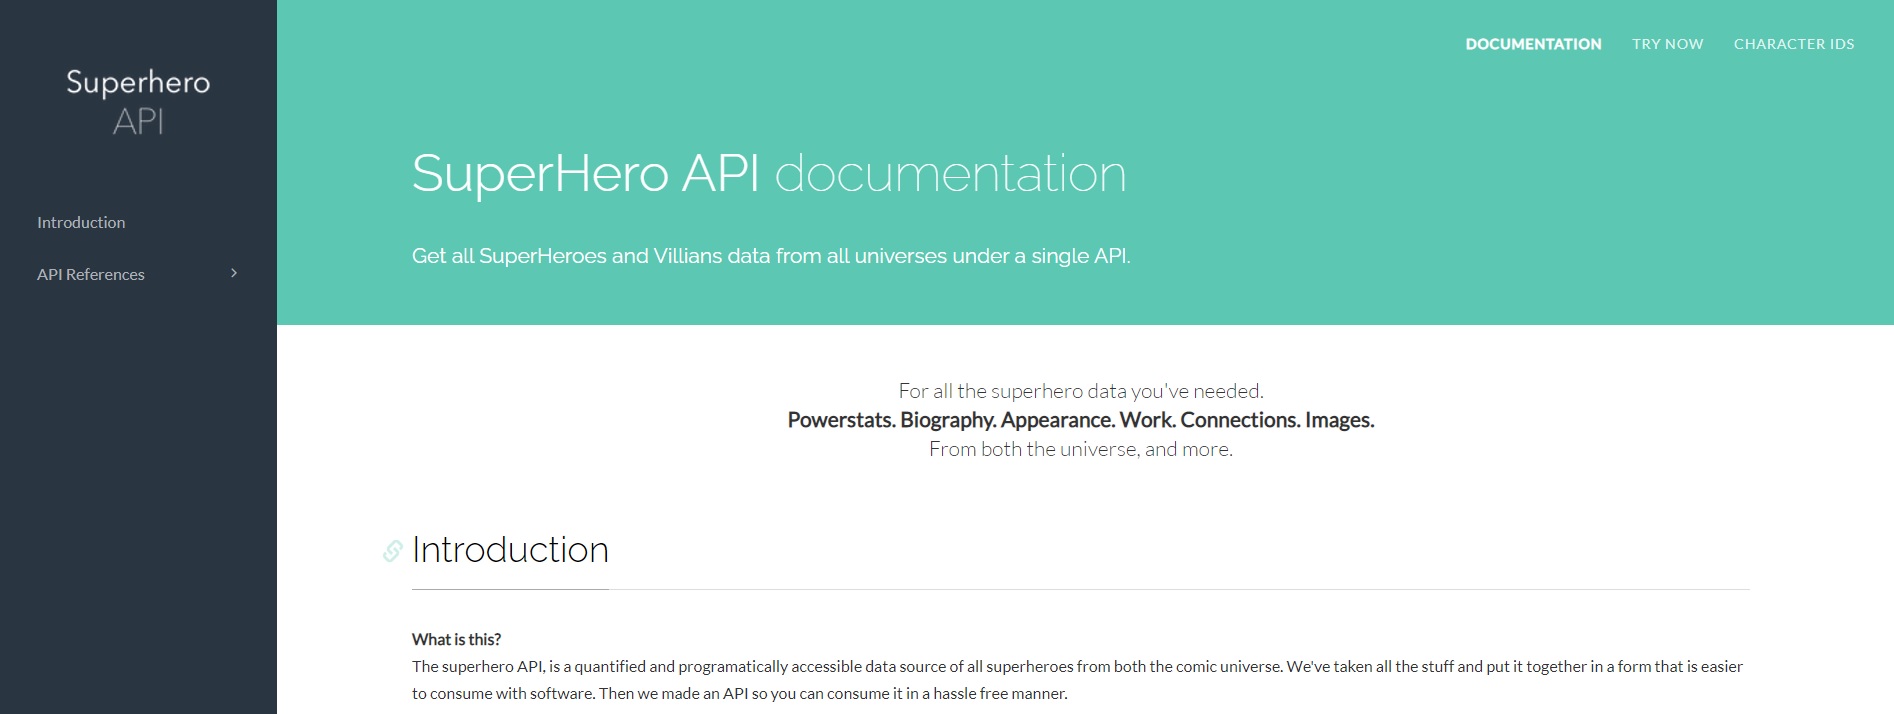 Superhero
API
Introduction
API References
DOCUMENTATION TRY NOW CHARACTER IDS
SuperHero API documentation
Get all SuperHeroes and Villians data from all universes under a single API.
For all the superhero data you've needed.
Powerstats. Biography. Appearance. Work. Connections. Images.
From both the universe, and more.
Introduction
What is this?
The superhero API, is a quantified and programatically accessible data source of all superheroes from both the comic universe. We've taken all the stuff and put it together in a form that is easier
to consume with software. Then we made an API so you can consume it in a hassle free manner.